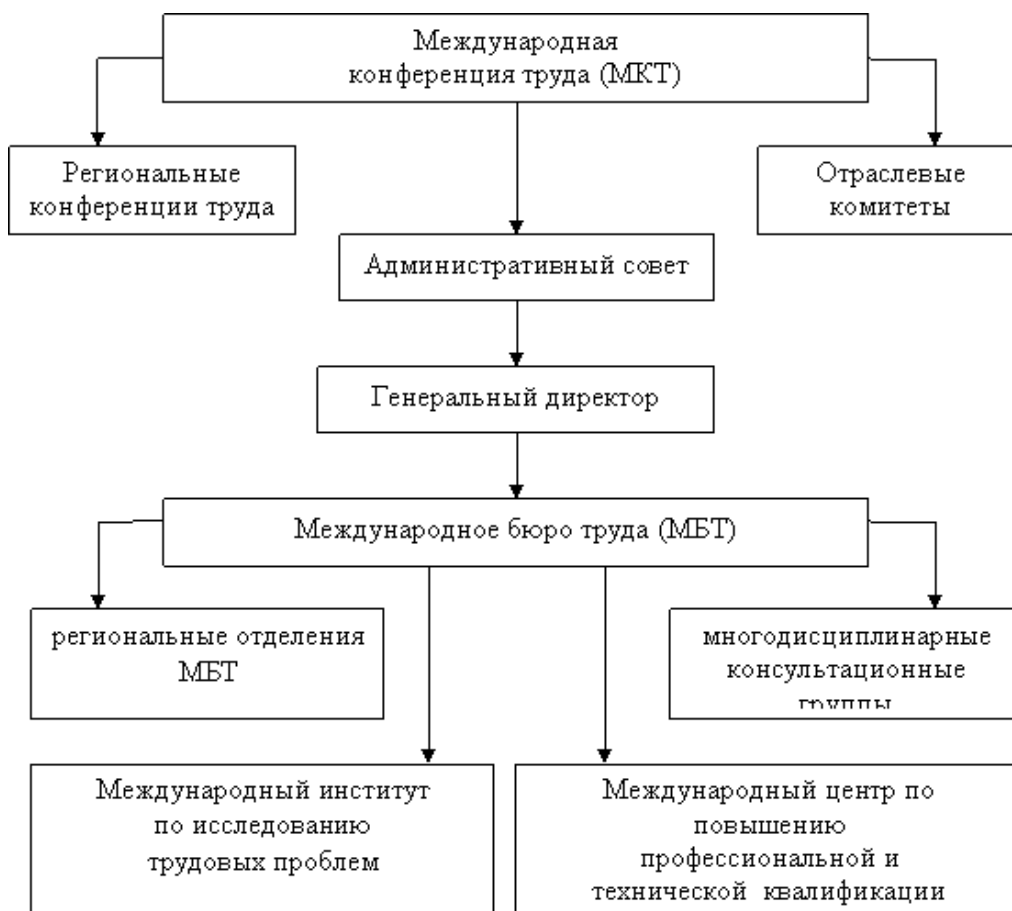 Международная
конференция труда (МКТ)
Региональные
конференции труда
Отраслевые
комитеты
Административный совет
Генеральный директор
Международное бюро труда (МБТ)
региональные отделения
МБТ
многодисциплинарные
консультационные
группы
Международный институт
по исследованию
трудовых проблем
Международный центр по
повышению
профессиональной и
технической квалификации